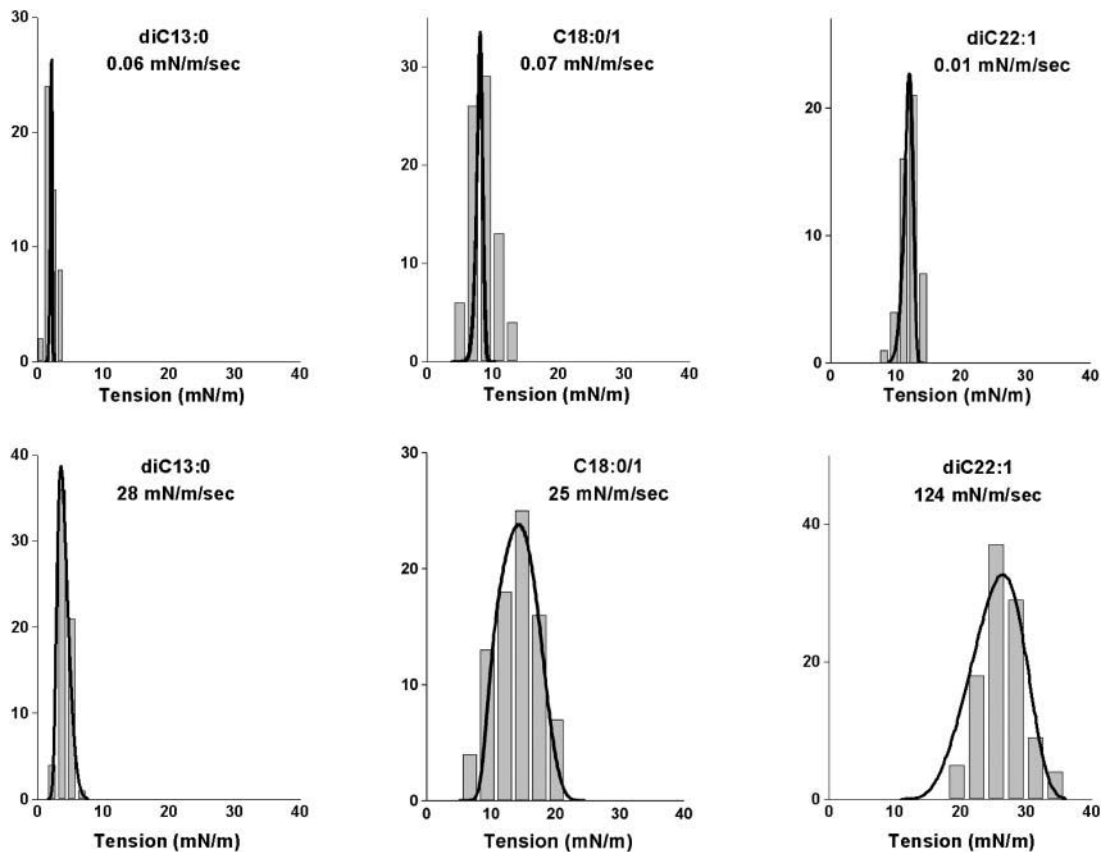 diC13:0
0.06 mN/m/sec
30
20
10
0
0 10 20 30 40
Tension (mN/m)
C18:0/1
0.07 mN/m/sec
30
20
10
0
0 10 20 30 40
Tension (mN/m)
diC22:1
0.01 mN/m/sec
20
10
0
0 10 20 30 40
Tension (mN/m)
diC13:0
28 mN/m/sec
40
30
20
10
0
0 10 20 30 40
Tension (mN/m)
C18:0/1
25 mN/m/sec
30
20
10
0
0 10 20 30 40
Tension (mN/m)
diC22:1
124 mN/m/sec
40
20
0
0 10 20 30 40
Tension (mN/m)